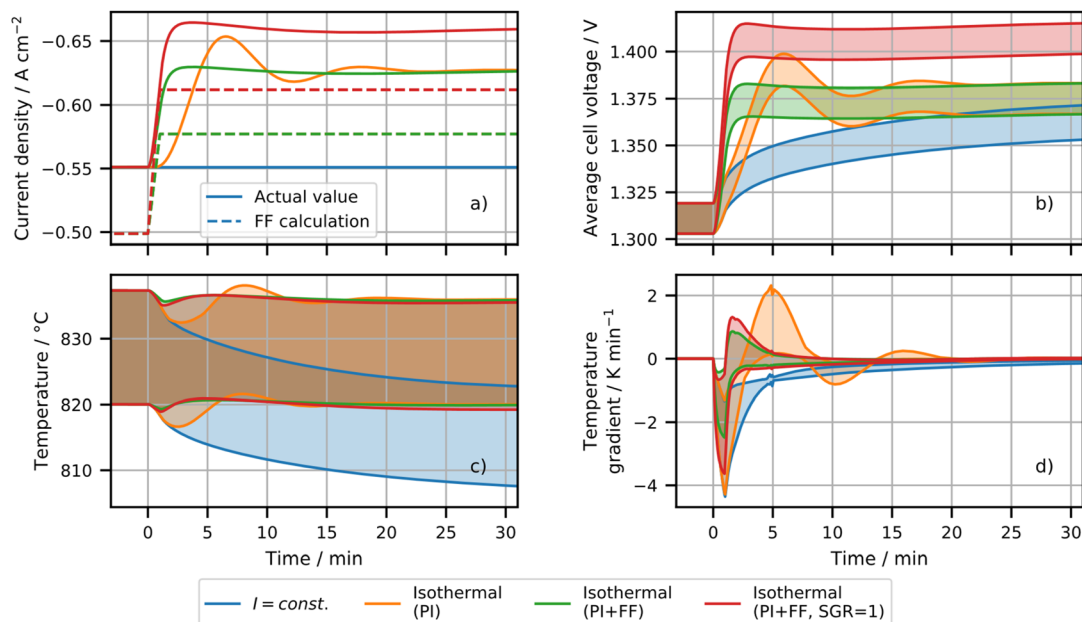 Current density / A cm⁻²
−0.65
−0.60
−0.55
−0.50
Actual value
FF calculation
a)
Average cell voltage / V
1.400
1.375
1.350
1.325
1.300
b)
Temperature / °C
830
820
810
c)
0
5
10
15
20
25
30
Time / min
Temperature
gradient / K min⁻¹
2
0
−2
−4
d)
0
5
10
15
20
25
30
Time / min
I = const.
Isothermal
(PI)
Isothermal
(PI+FF)
Isothermal
(PI+FF, SGR=1)